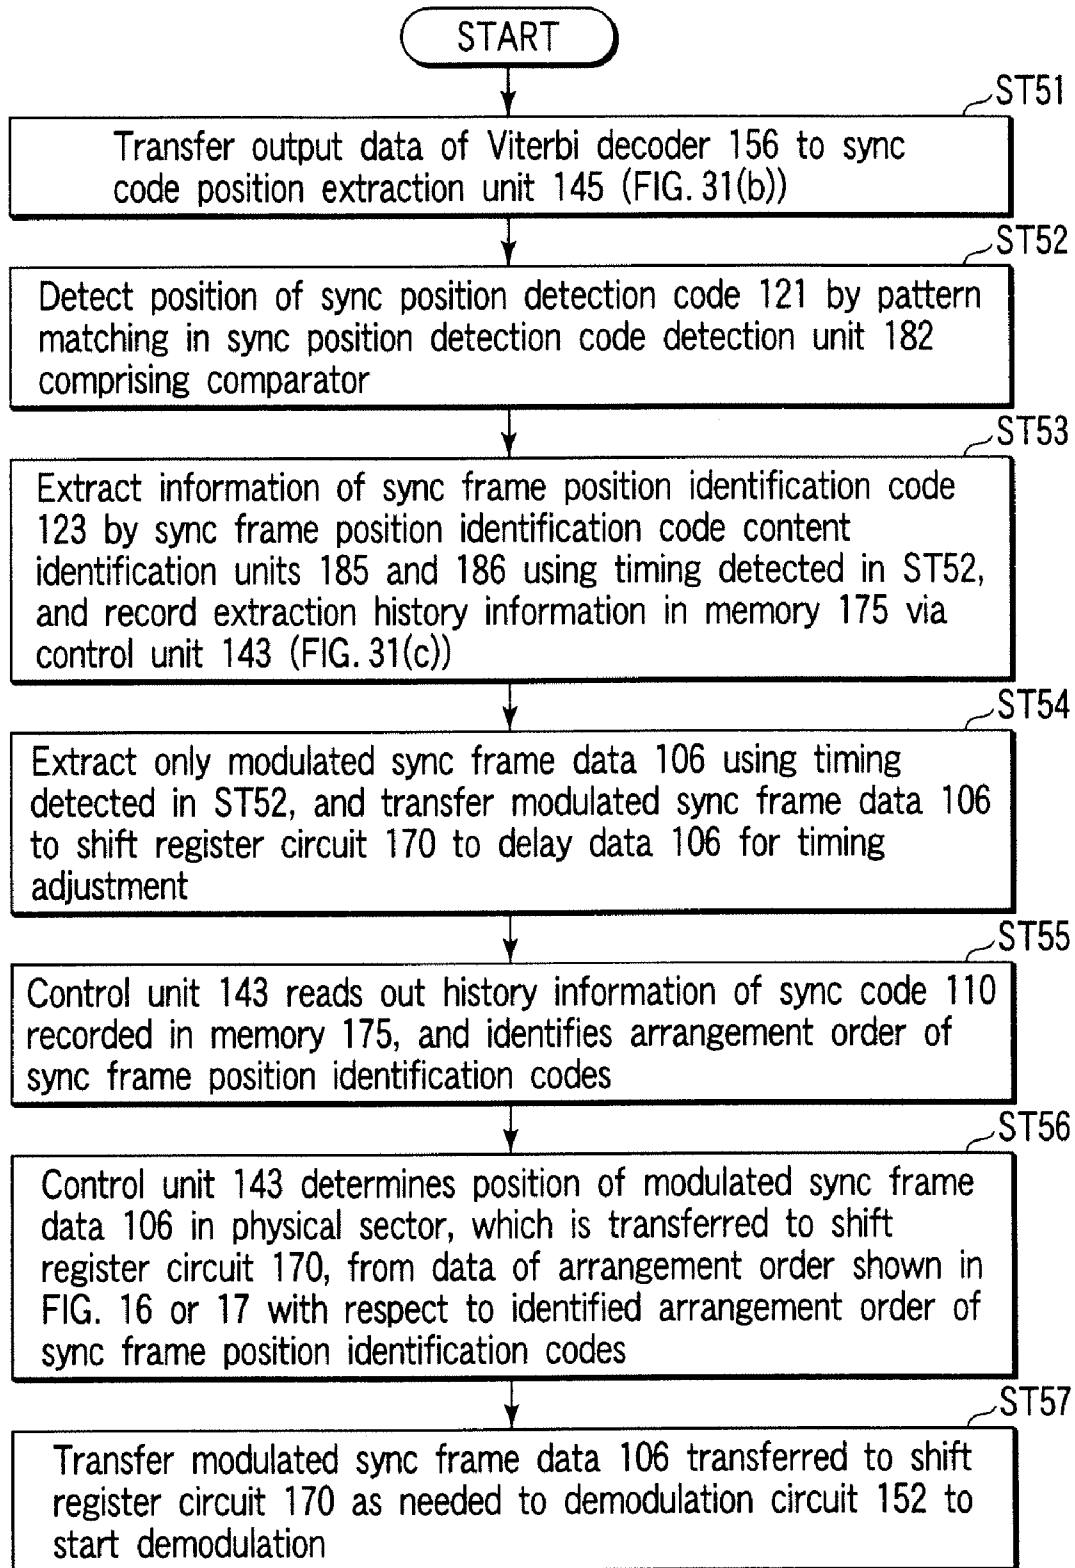 START
ST51
Transfer output data of Viterbi decoder 156 to sync
code position extraction unit 145 (FIG. 31(b))
ST52
Detect position of sync position detection code 121 by pattern
matching in sync position detection code detection unit 182
comprising comparator
ST53
Extract information of sync frame position identification code
123 by sync frame position identification code content
identification units 185 and 186 using timing detected in ST52,
and record extraction history information in memory 175 via
control unit 143 (FIG. 31(c))
ST54
Extract only modulated sync frame data 106 using timing
detected in ST52, and transfer modulated sync frame data 106
to shift register circuit 170 to delay data 106 for timing
adjustment
ST55
Control unit 143 reads out history information of sync code 110
recorded in memory 175, and identifies arrangement order of
sync frame position identification codes
ST56
Control unit 143 determines position of modulated sync frame
data 106 in physical sector, which is transferred to shift
register circuit 170, from data of arrangement order shown in
FIG. 16 or 17 with respect to identified arrangement order of
sync frame position identification codes
ST57
Transfer modulated sync frame data 106 transferred to shift
register circuit 170 as needed to demodulation circuit 152 to
start demodulation